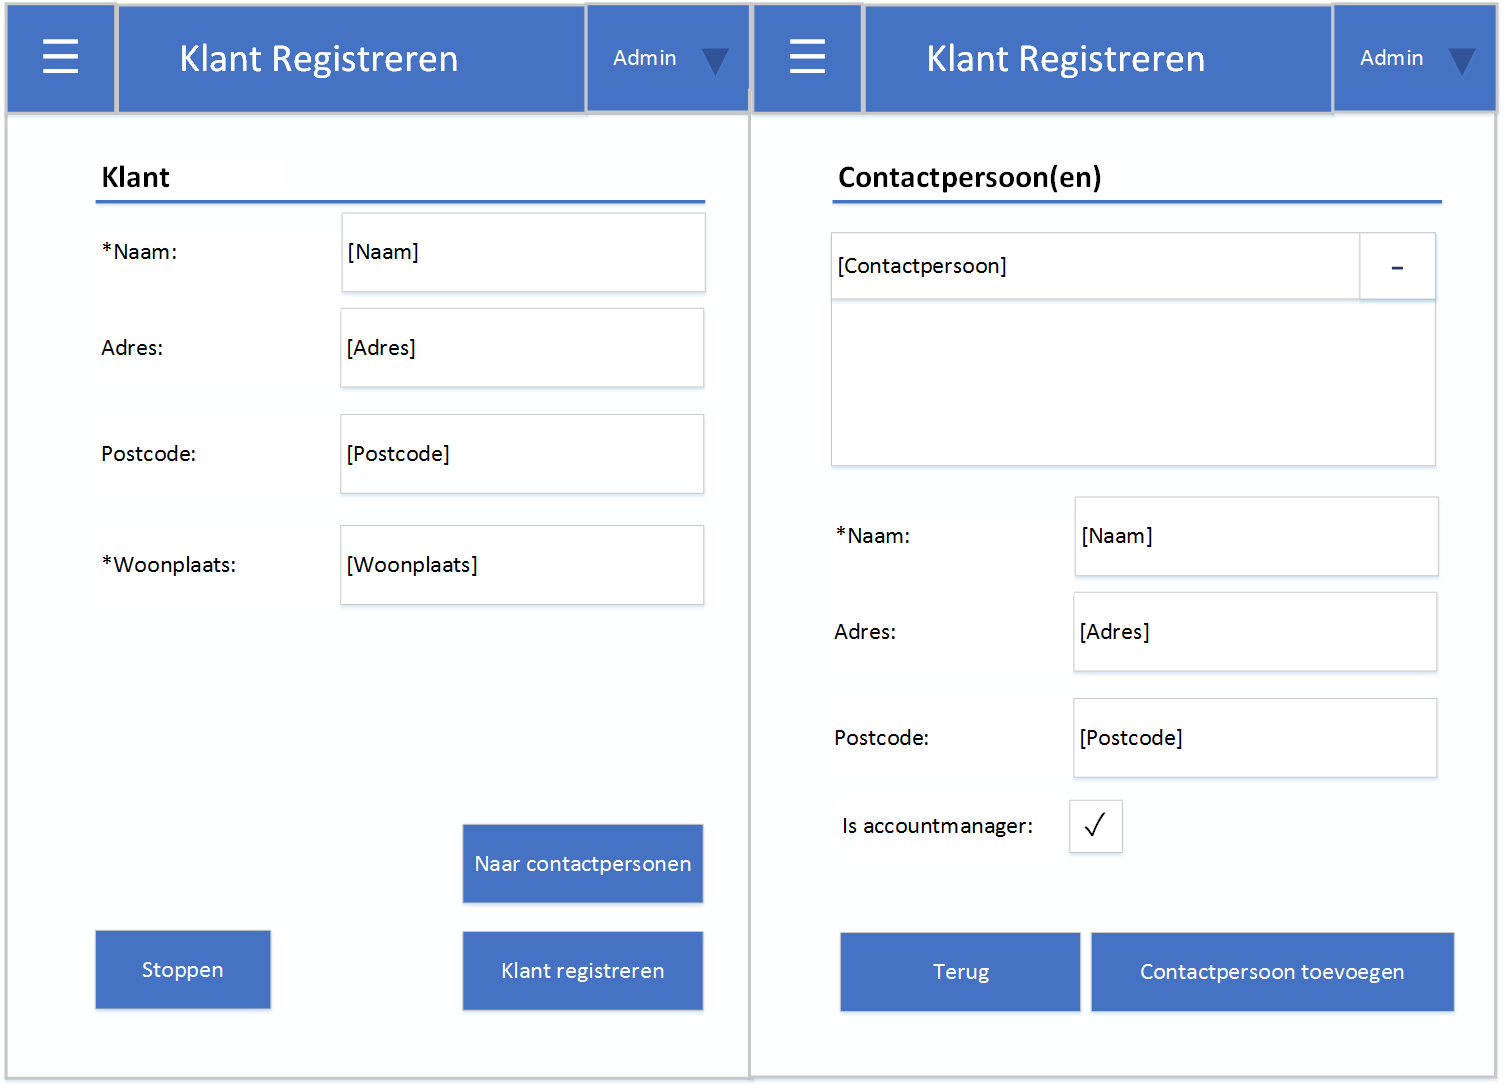 Klant Registreren
Admin
Klant
*Naam:
[Naam]
Adres:
[Adres]
Postcode:
[Postcode]
*Woonplaats:
[Woonplaats]
Naar contactpersonen
Stoppen
Klant registreren
Klant Registreren
Admin
Contactpersoon(en)
[Contactpersoon]
-
*Naam:
[Naam]
Adres:
[Adres]
Postcode:
[Postcode]
Is accountmanager:
✓
Terug
Contactpersoon toevoegen